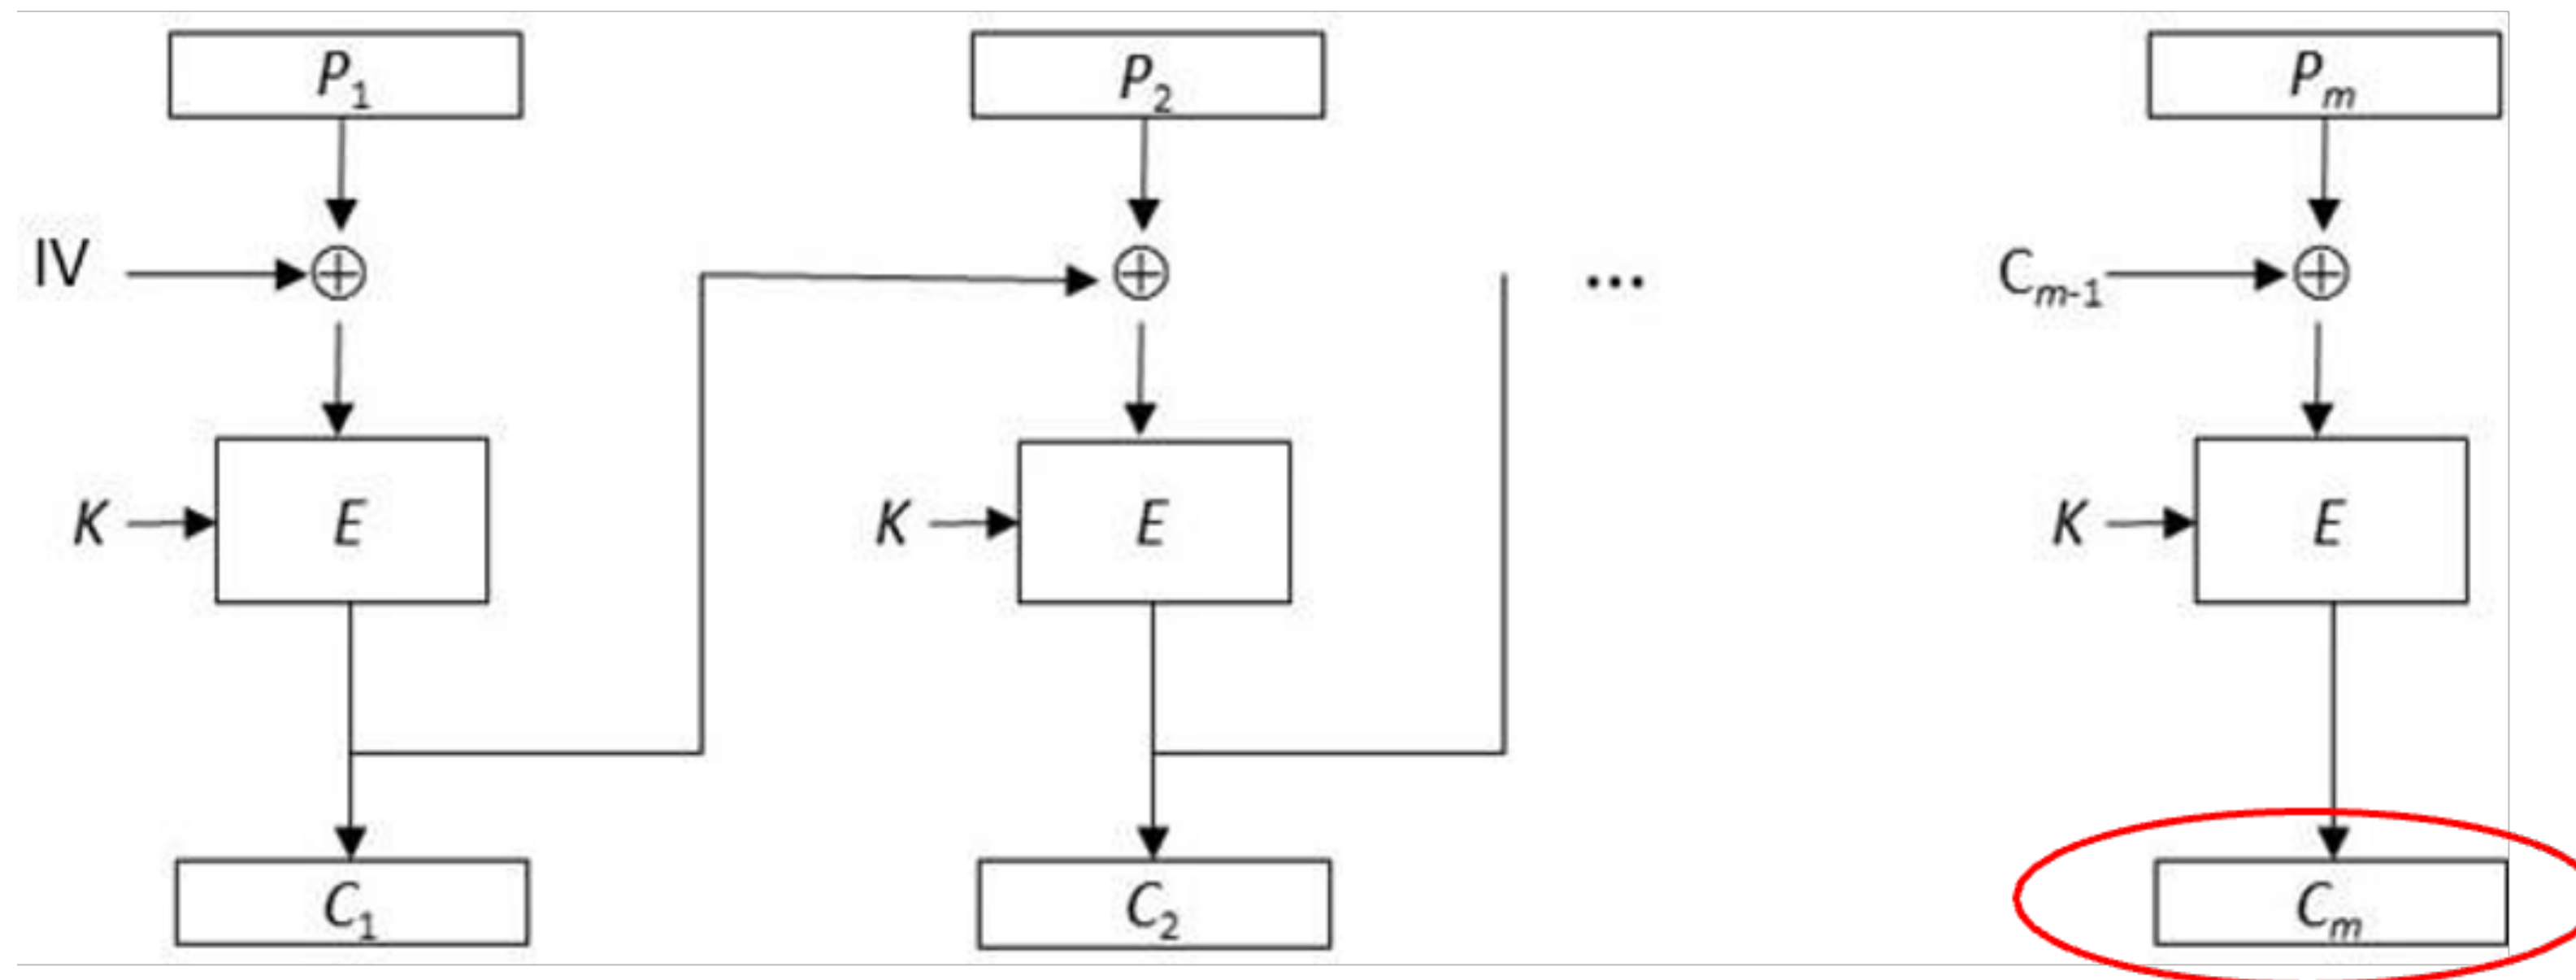 P₁ P₂ Pₘ
IV ... Cₘ₋₁
K E K E K E
C₁ C₂ Cₘ